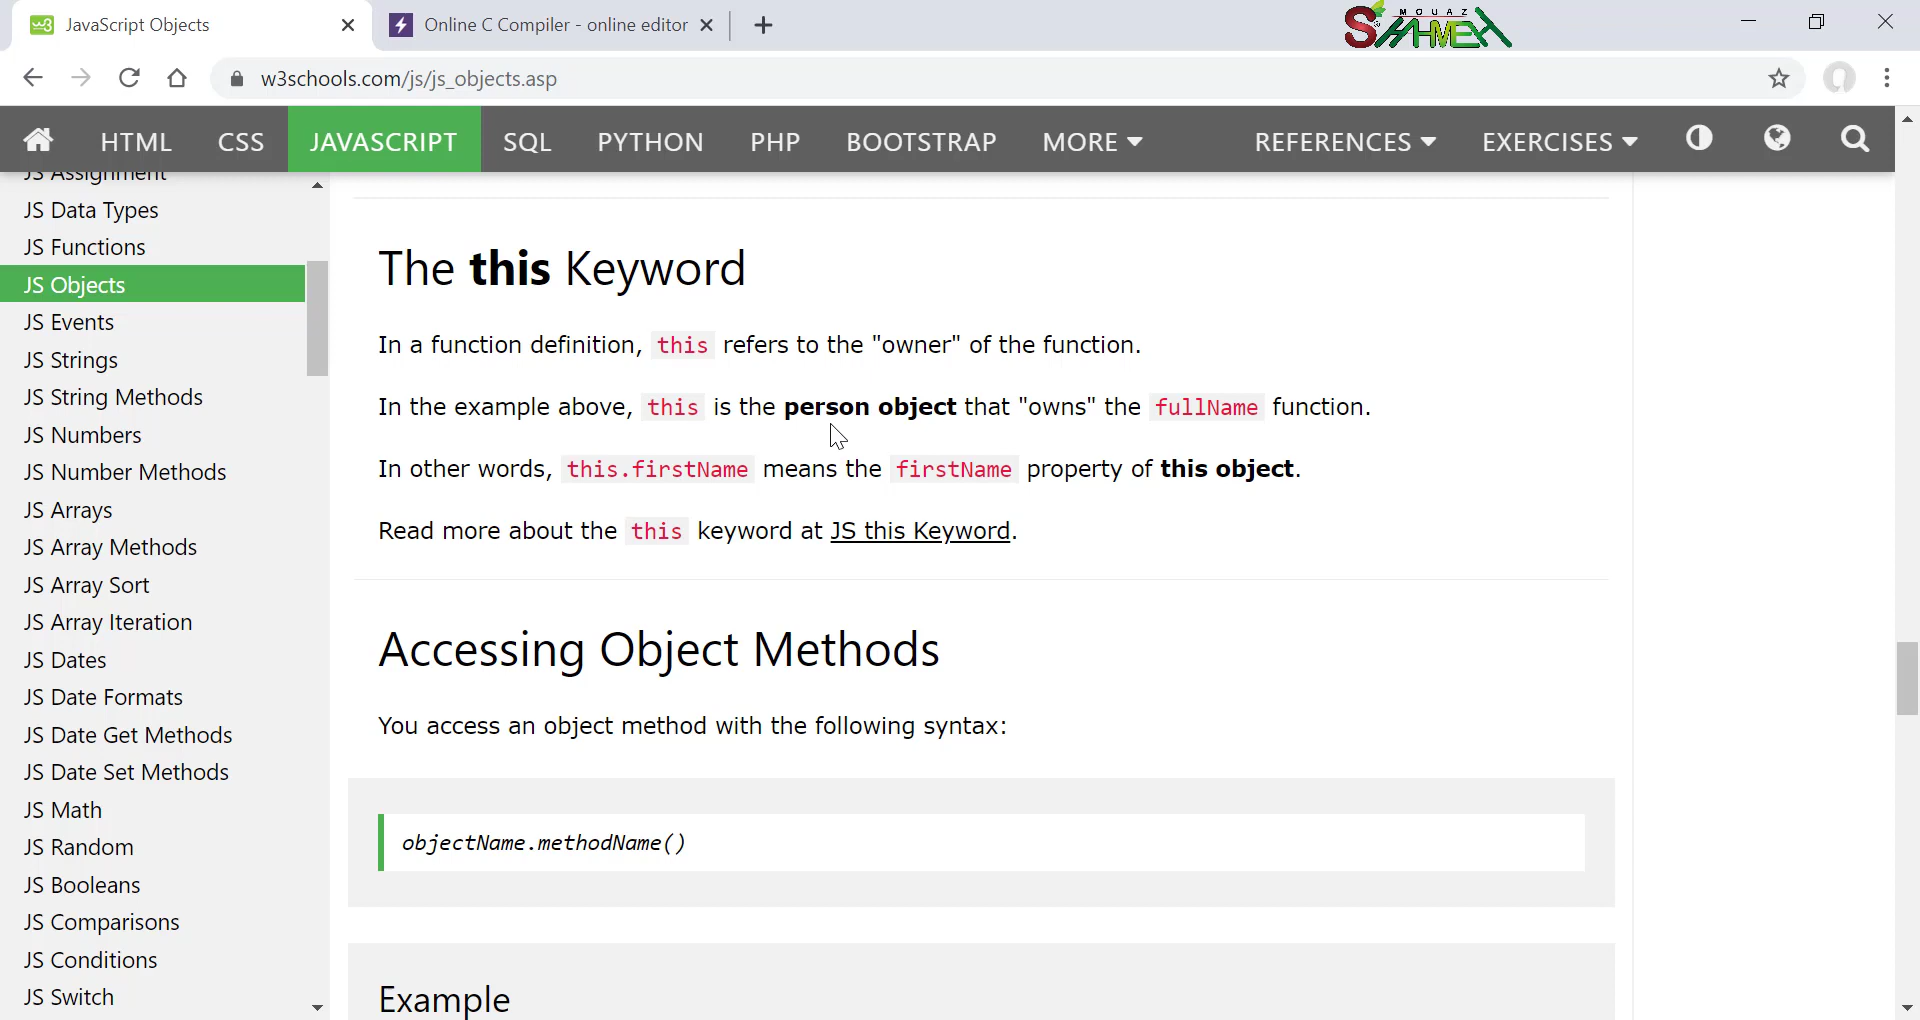 JavaScript Objects
Online C Compiler - online editor
MOUAZ
w3schools.com/js/js_objects.asp
HTML CSS JAVASCRIPT SQL PYTHON PHP BOOTSTRAP MORE REFERENCES EXERCISES
JS Assignment
JS Data Types
JS Functions
JS Objects
JS Events
JS Strings
JS String Methods
JS Numbers
JS Number Methods
JS Arrays
JS Array Methods
JS Array Sort
JS Array Iteration
JS Dates
JS Date Formats
JS Date Get Methods
JS Date Set Methods
JS Math
JS Random
JS Booleans
JS Comparisons
JS Conditions
JS Switch
The this Keyword
In a function definition, this refers to the "owner" of the function.
In the example above, this is the person object that "owns" the fullName function.
In other words, this.firstName means the firstName property of this object.
Read more about the this keyword at JS this Keyword.
Accessing Object Methods
You access an object method with the following syntax:
objectName.methodName()
Example